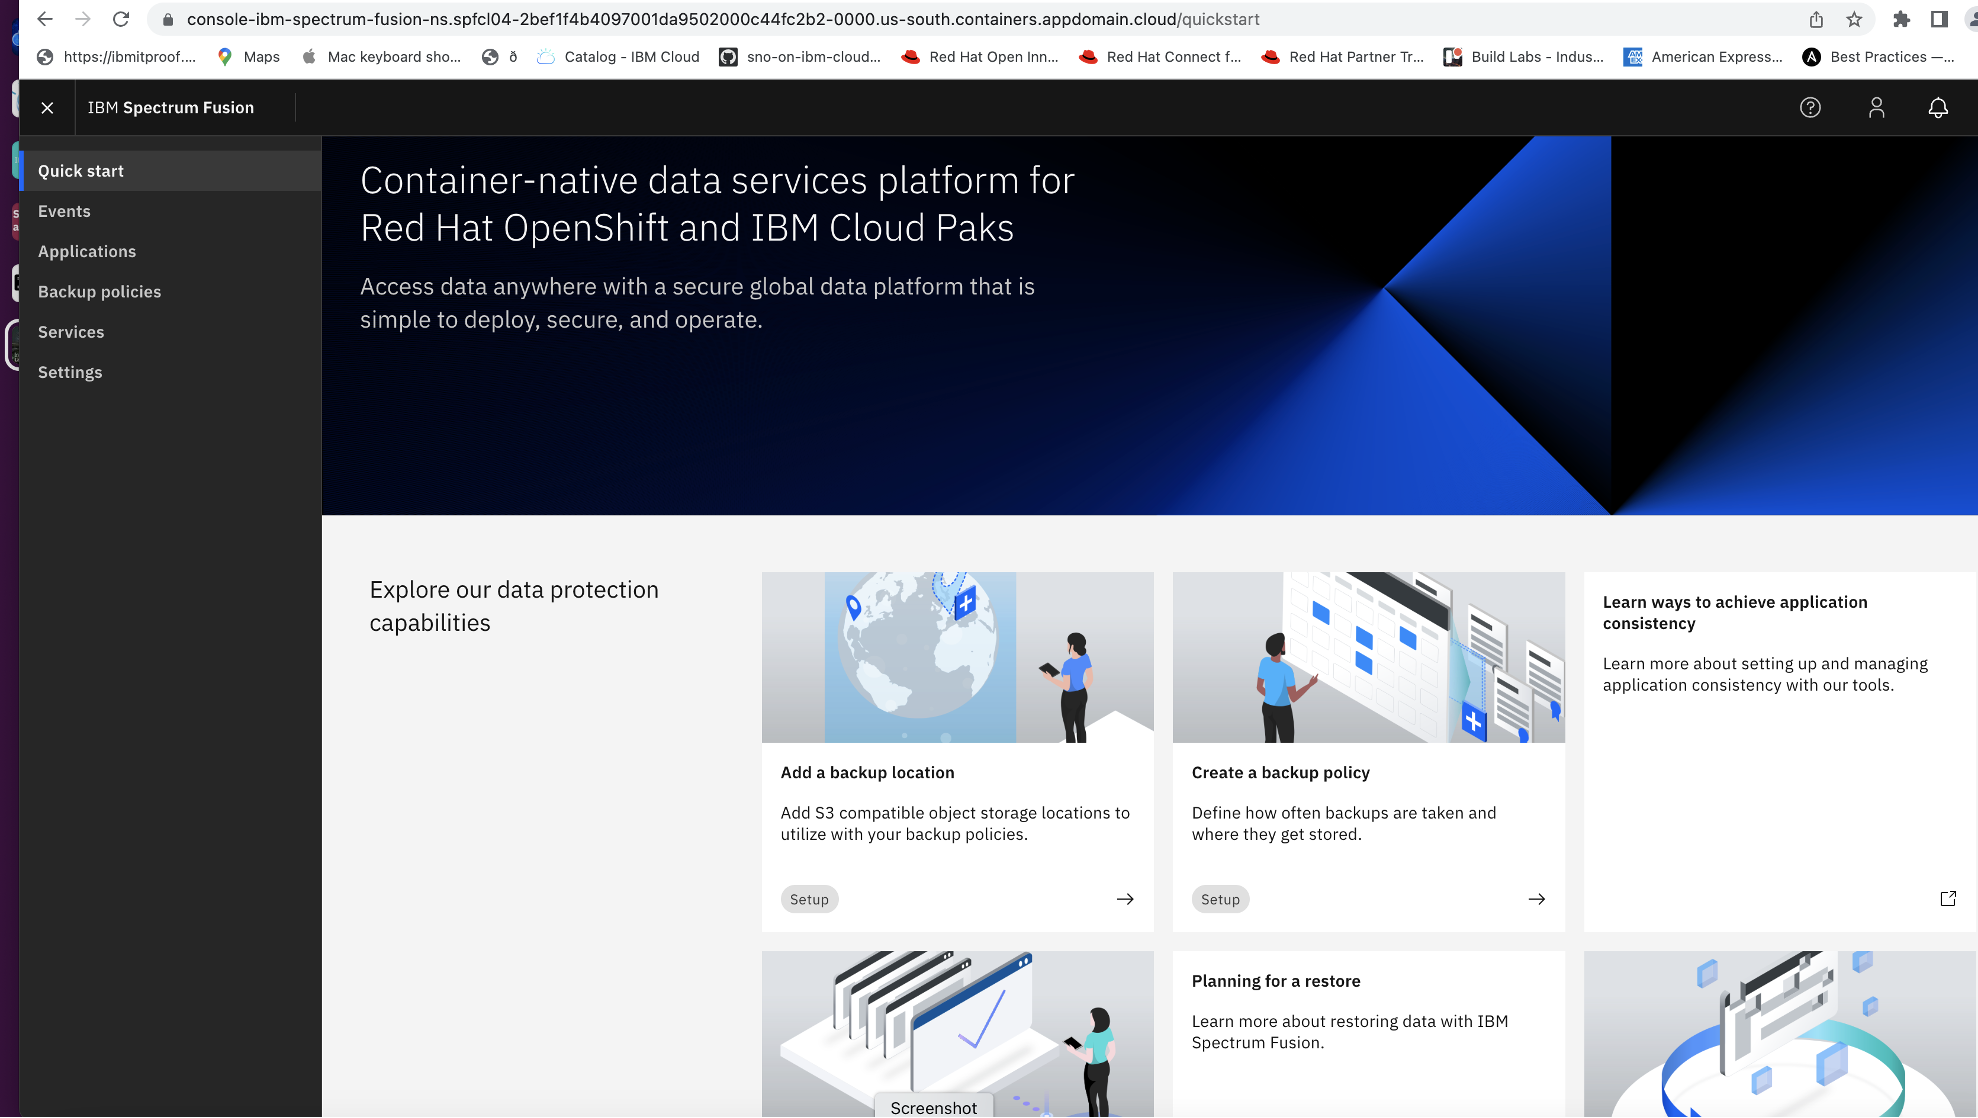 console-ibm-spectrum-fusion-ns.spfcl04-2bef1f4b4097001da9502000c44fc2b2-0000.us-south.containers.appdomain.cloud/quickstart
https://ibmitproof.... Maps Mac keyboard sho... ð Catalog - IBM Cloud sno-on-ibm-cloud... Red Hat Open Inn... Red Hat Connect f... Red Hat Partner Tr... Build Labs - Indus... American Express... Best Practices —...
IBM Spectrum Fusion
Quick start
Events
Applications
Backup policies
Services
Settings
Container-native data services platform for
Red Hat OpenShift and IBM Cloud Paks
Access data anywhere with a secure global data platform that is
simple to deploy, secure, and operate.
Explore our data protection
capabilities
Add a backup location
Add S3 compatible object storage locations to
utilize with your backup policies.
Setup
Create a backup policy
Define how often backups are taken and
where they get stored.
Setup
Learn ways to achieve application
consistency
Learn more about setting up and managing
application consistency with our tools.
Planning for a restore
Learn more about restoring data with IBM
Spectrum Fusion.
Screenshot